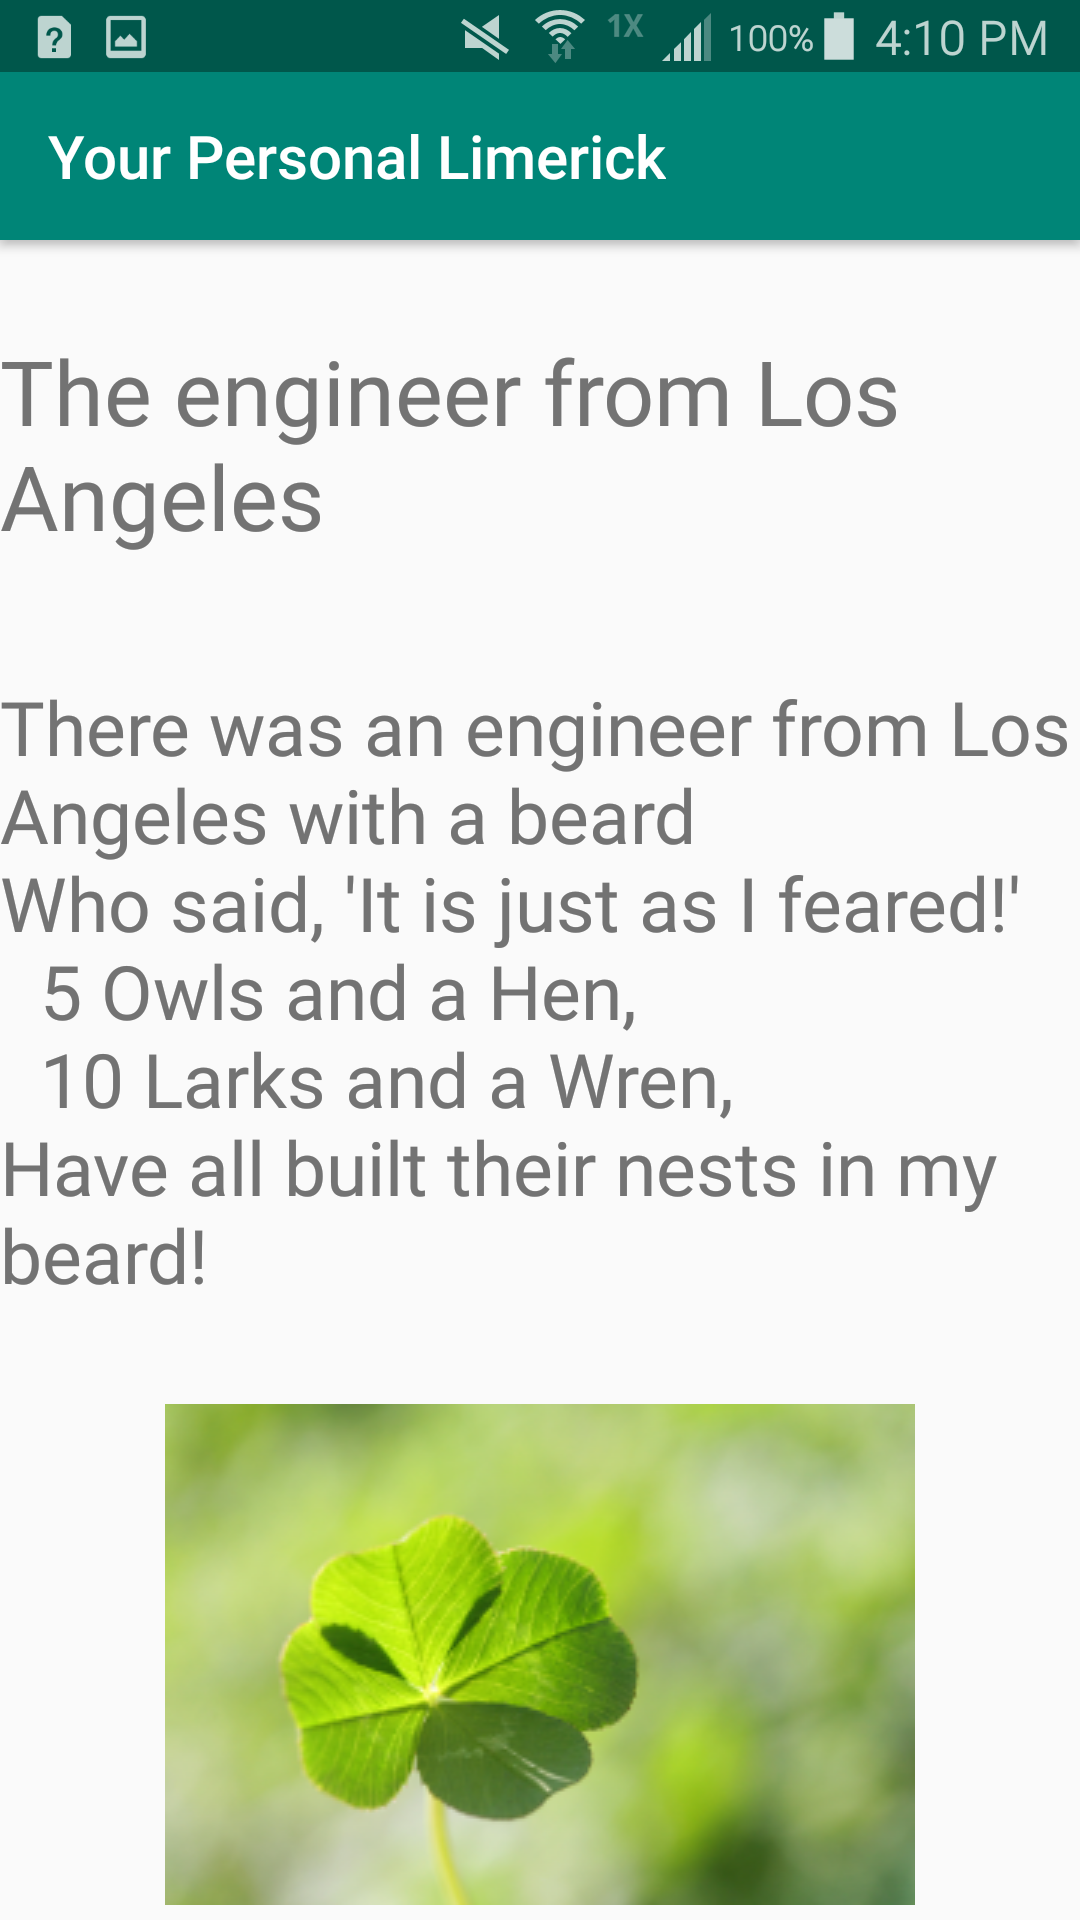 1X 100% 4:10 PM
Your Personal Limerick
The engineer from Los
Angeles
There was an engineer from Los
Angeles with a beard
Who said, 'It is just as I feared!'
5 Owls and a Hen,
10 Larks and a Wren,
Have all built their nests in my
beard!